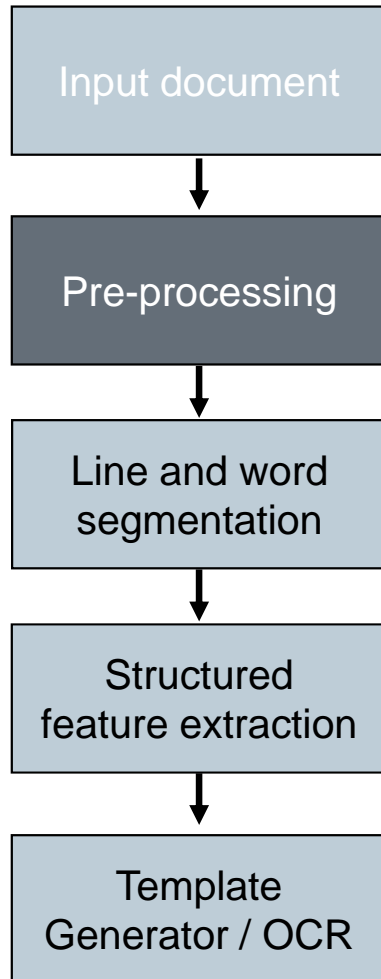 Input document
Pre-processing
Line and word
segmentation
Structured
feature extraction
Template
Generator / OCR